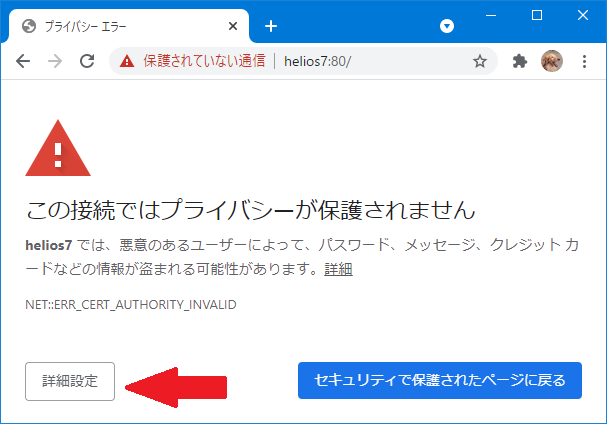 プライバシー エラー
保護されていない通信 | helios7:80/
この接続ではプライバシーが保護されません
helios7 では、悪意のあるユーザーによって、パスワード、メッセージ、クレジット カ
ードなどの情報が盗まれる可能性があります。詳細
NET::ERR_CERT_AUTHORITY_INVALID
詳細設定
セキュリティで保護されたページに戻る